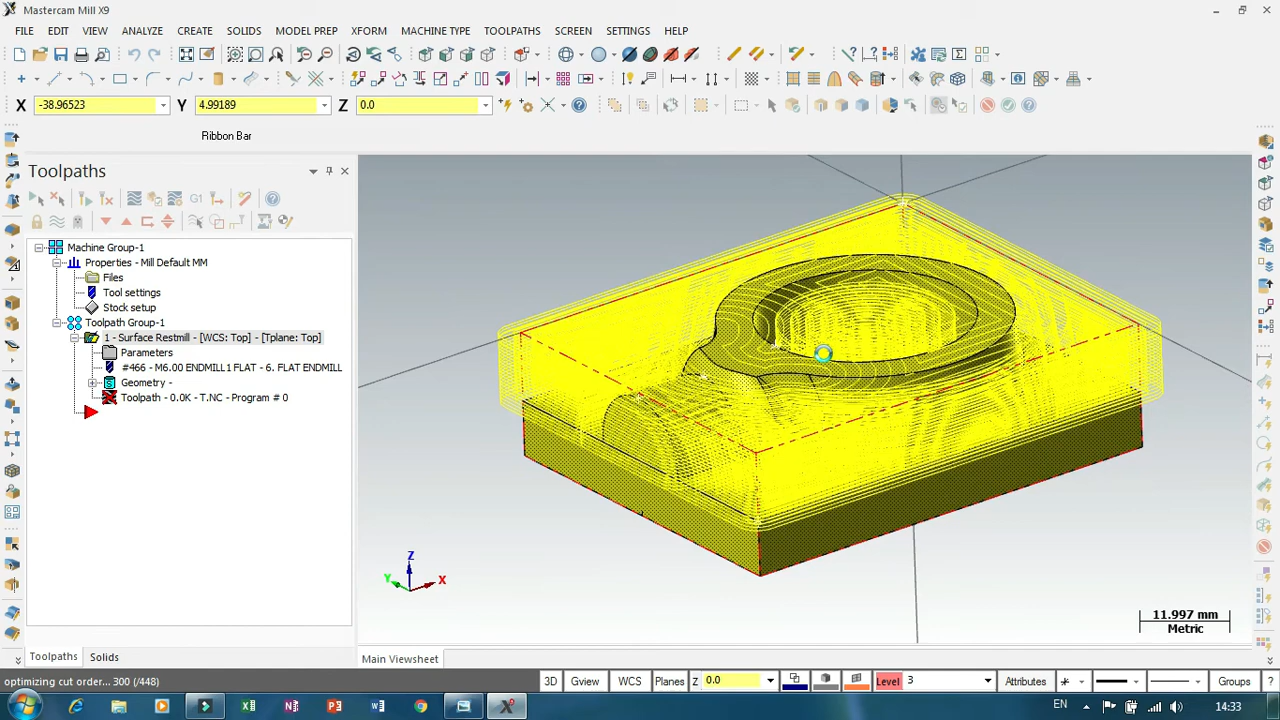 Mastercam Mill X9
FILE EDIT VIEW ANALYZE CREATE SOLIDS MODEL PREP XFORM MACHINE TYPE TOOLPATHS SCREEN SETTINGS HELP
X -38.96523 Y 4.99189 Z 0.0
Ribbon Bar
Toolpaths
G1
Machine Group-1
Properties - Mill Default MM
Files
Tool settings
Stock setup
Toolpath Group-1
1 - Surface Restmill - [WCS: Top] - [Tplane: Top]
Parameters
#466 - M6.00 ENDMILL1 FLAT - 6. FLAT ENDMILL
Geometry -
Toolpath - 0.0K - T.NC - Program # 0
Z
Y X
11.997 mm
Metric
Toolpaths Solids
Main Viewsheet
optimizing cut order... 300 (/448)
3D Gview WCS Planes Z 0.0 Level 3 Attributes Groups
EN 14:33